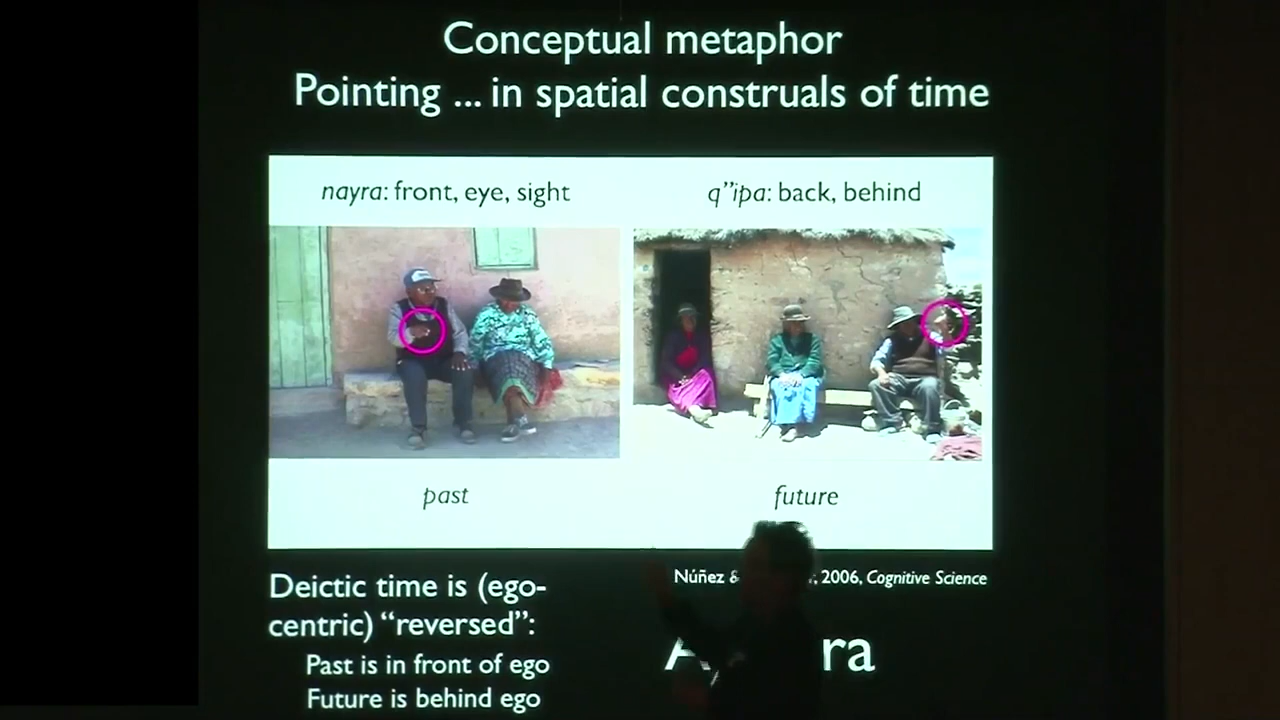 Conceptual metaphor
Pointing ... in spatial construals of time
nayra: front, eye, sight
q”ipa: back, behind
past
future
Núñez & , 2006, Cognitive Science
Deictic time is (ego-
centric) “reversed”:
Past is in front of ego
Future is behind ego